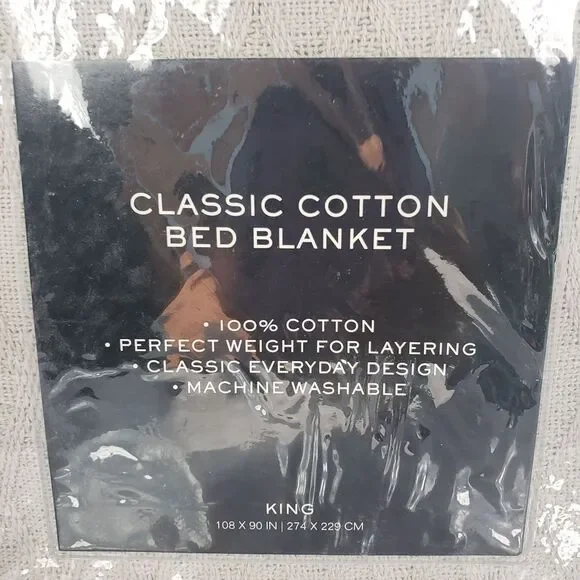 CLASSIC COTTON
BED BLANKET
• 100% COTTON
• PERFECT WEIGHT FOR LAYERING
• CLASSIC EVERYDAY DESIGN
• MACHINE WASHABLE
KING
108 X 90 IN | 274 X 229 CM